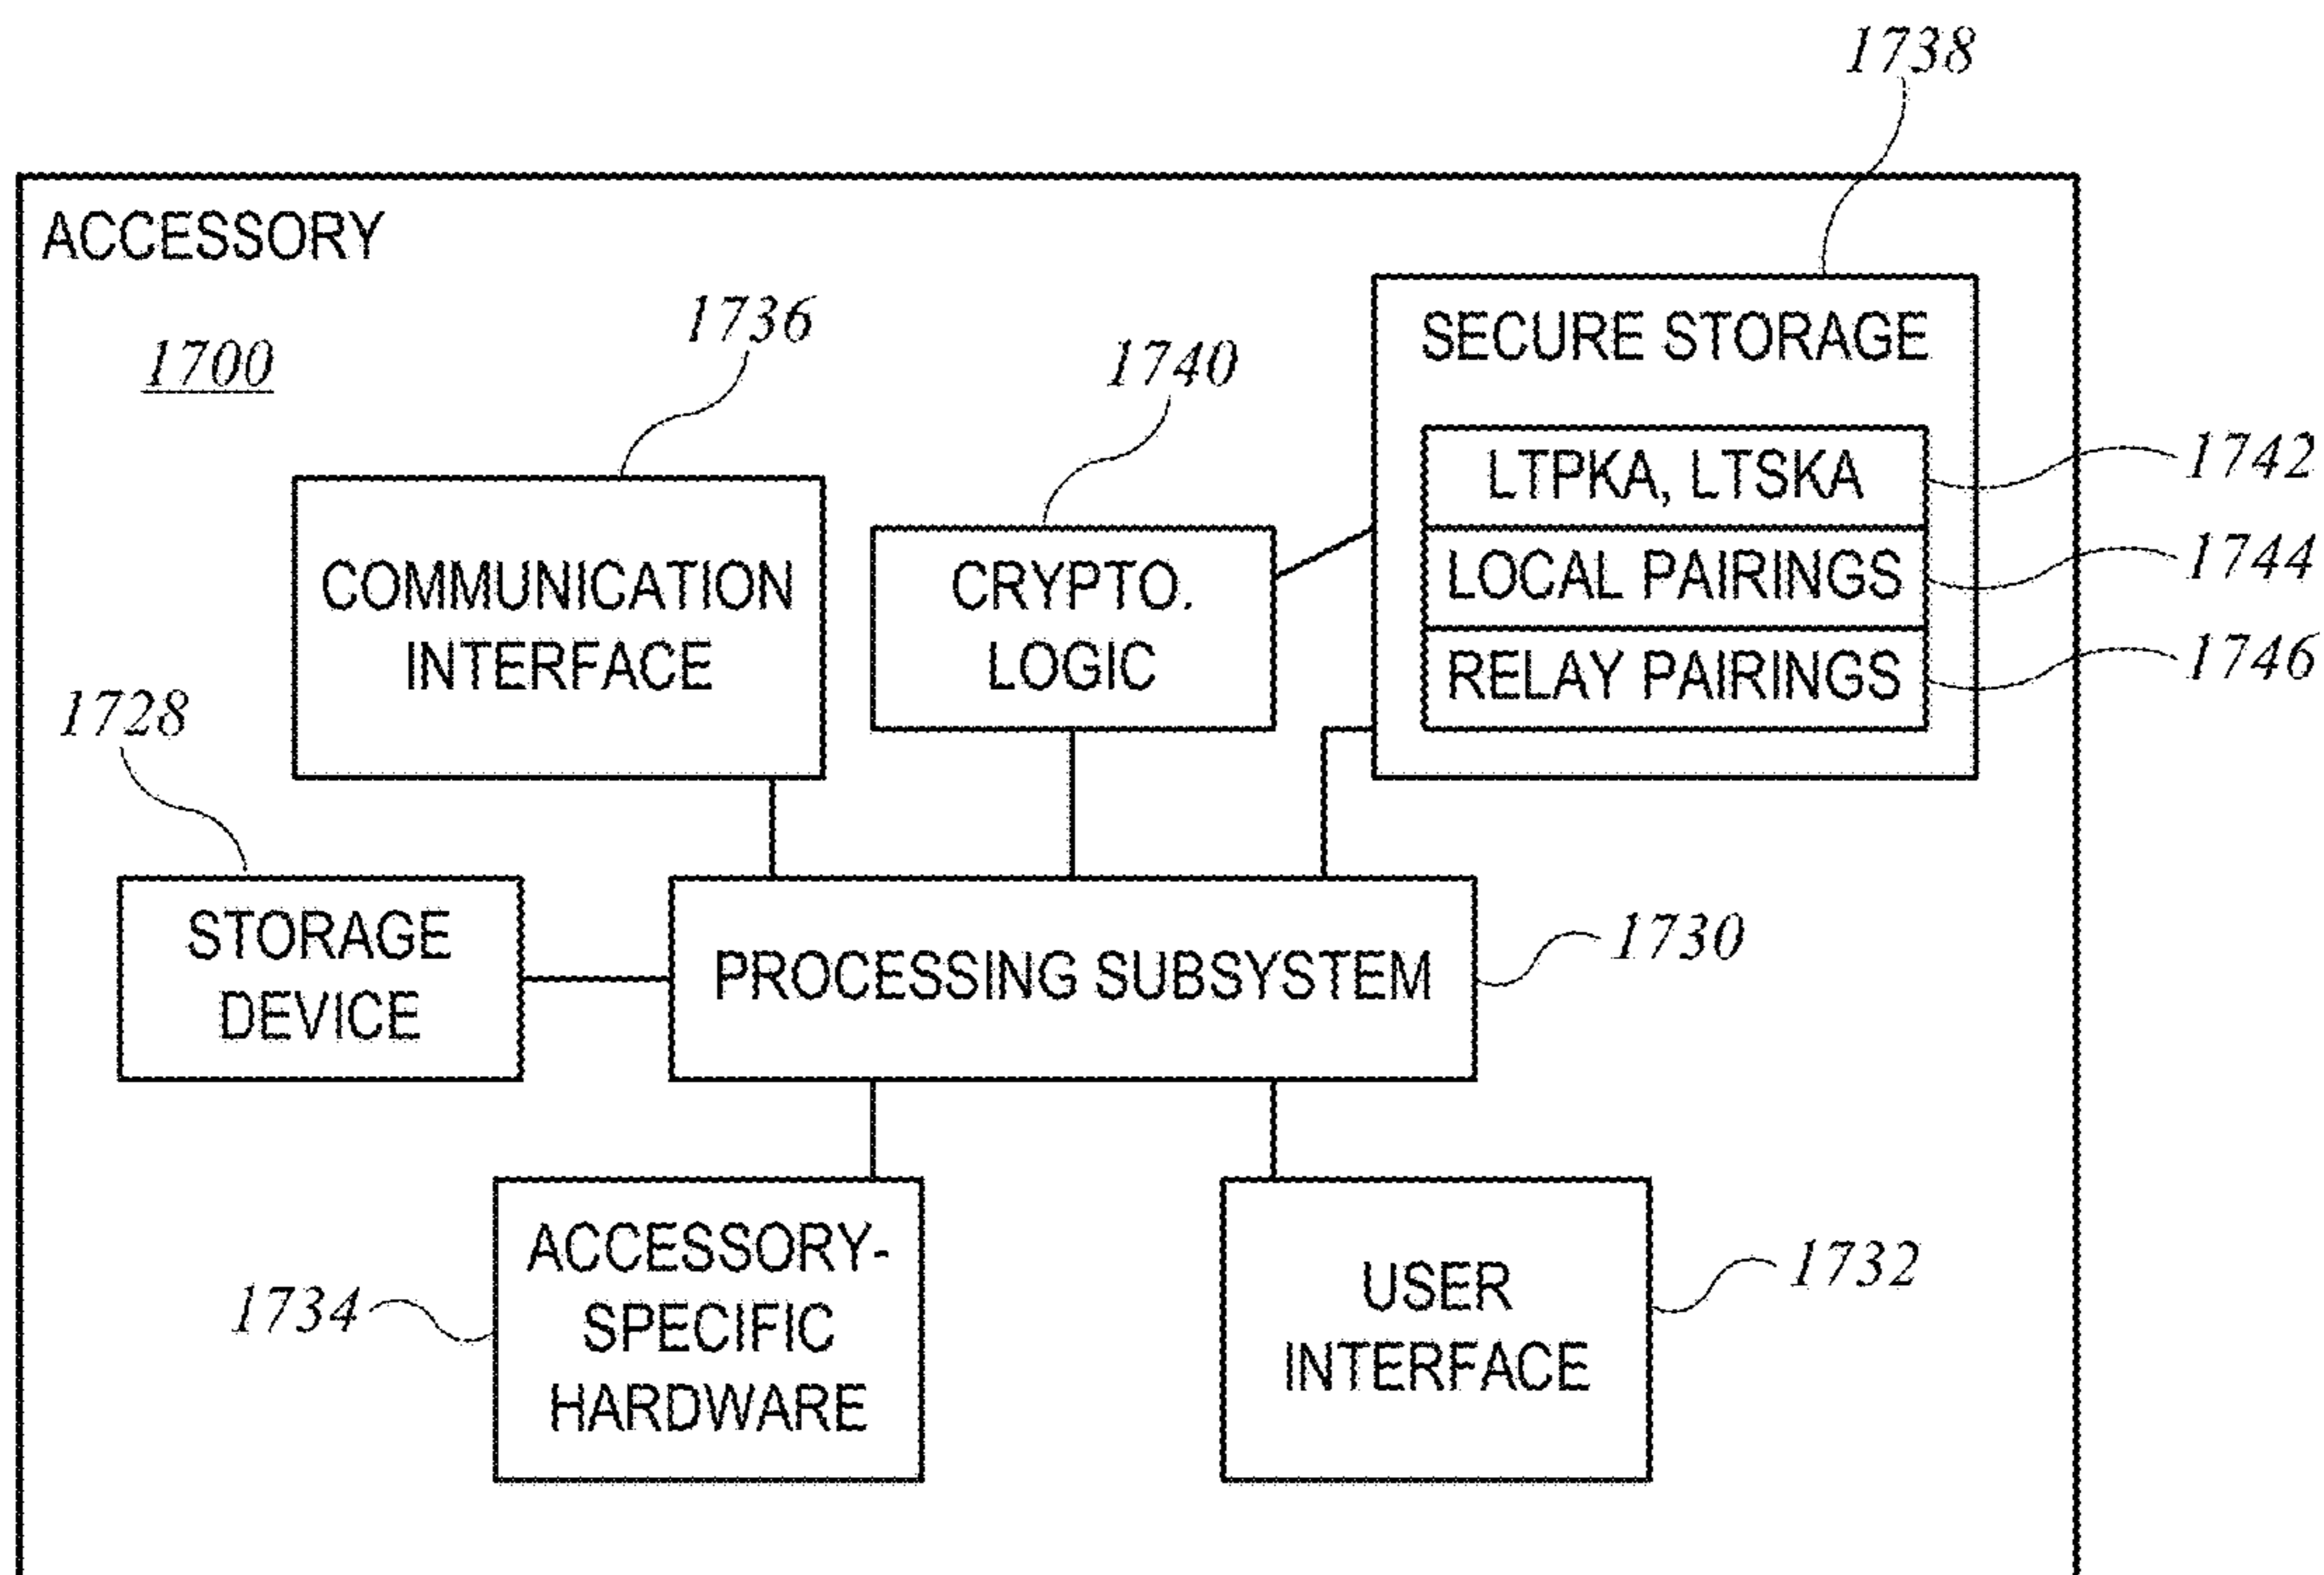 1738
ACCESSORY
1700
1736
1740
SECURE STORAGE
LTPKA, LTSKA
1742
LOCAL PAIRINGS
1744
RELAY PAIRINGS
1746
COMMUNICATION
INTERFACE
CRYPTO.
LOGIC
1728
STORAGE
DEVICE
PROCESSING SUBSYSTEM
1730
ACCESSORY-
SPECIFIC
HARDWARE
1734
USER
INTERFACE
1732